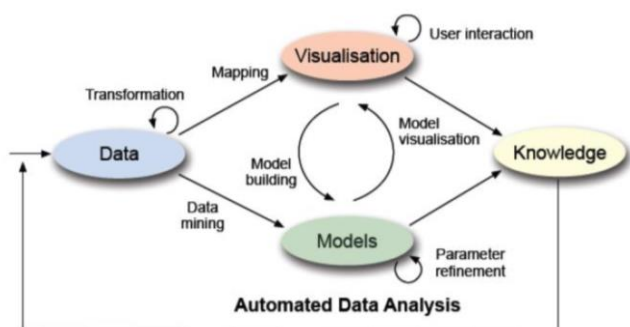 User interaction
Visualisation
Mapping
Transformation
Data
Model
building
Model
visualisation
Knowledge
Data
mining
Models
Parameter
refinement
Automated Data Analysis